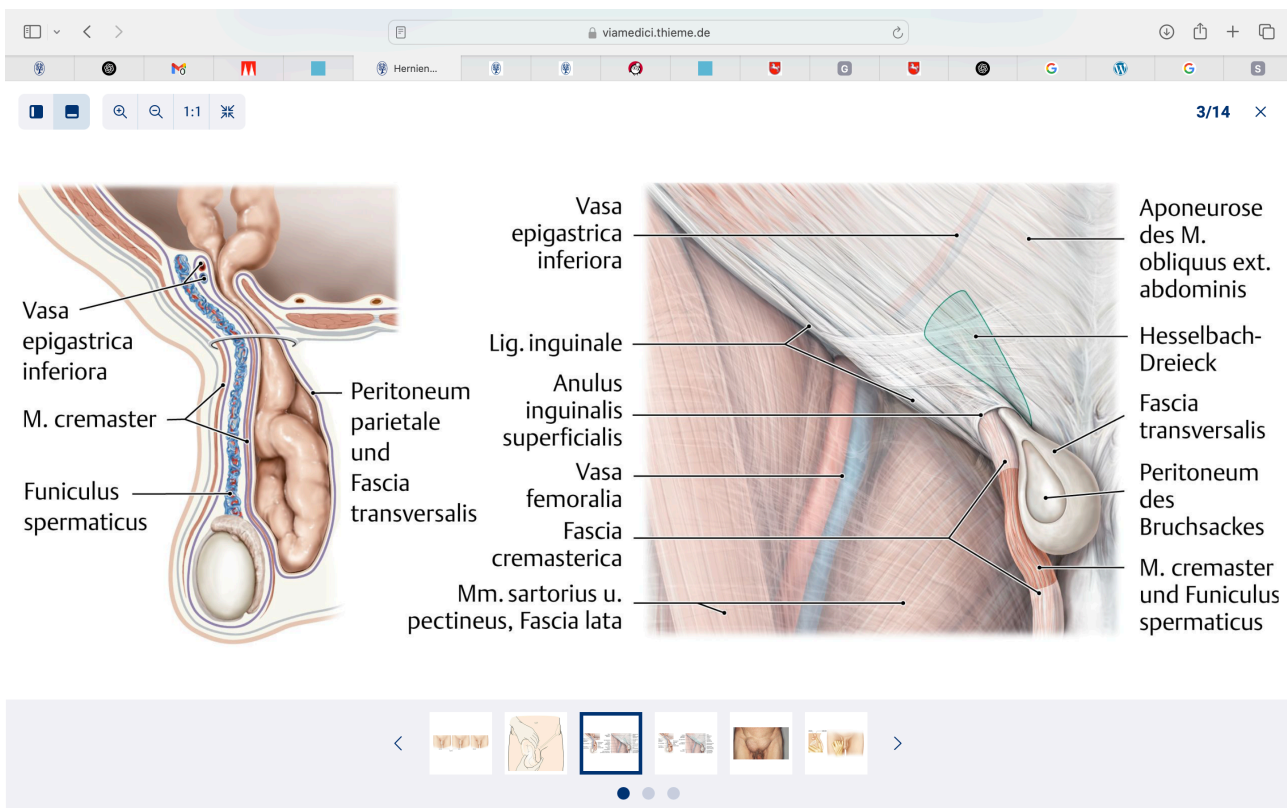 viamedici.thieme.de
Hernien...
G
S
1:1
3/14
Vasa
epigastrica
inferiora
M. cremaster
Funiculus
spermaticus
Peritoneum
parietale
und
Fascia
transversalis
Vasa
epigastrica
inferiora
Lig. inguinale
Anulus
inguinalis
superficialis
Vasa
femoralia
Fascia
cremasterica
Mm. sartorius u.
pectineus, Fascia lata
Aponeurose
des M.
obliquus ext.
abdominis
Hesselbach-
Dreieck
Fascia
transversalis
Peritoneum
des
Bruchsackes
M. cremaster
und Funiculus
spermaticus